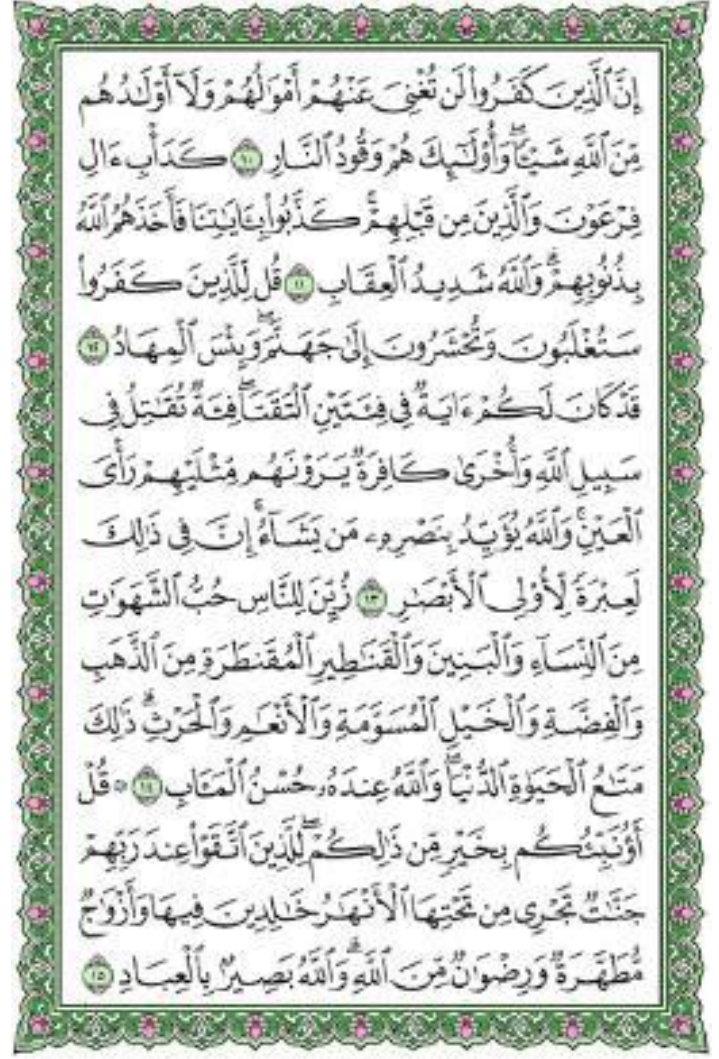 إِنَّ ٱلَّذِينَ كَفَرُوا۟ لَن تُغْنِىَ عَنْهُمْ أَمْوَٰلُهُمْ وَلَآ أَوْلَـٰدُهُم
مِّنَ ٱللَّهِ شَيْـًٔا ۖ وَأُو۟لَـٰٓئِكَ هُمْ وَقُودُ ٱلنَّارِ ۝١٠ كَدَأْبِ ءَالِ
فِرْعَوْنَ وَٱلَّذِينَ مِن قَبْلِهِمْ ۚ كَذَّبُوا۟ بِـَٔايَـٰتِنَا فَأَخَذَهُمُ ٱللَّهُ
بِذُنُوبِهِمْ ۗ وَٱللَّهُ شَدِيدُ ٱلْعِقَابِ ۝١١ قُل لِّلَّذِينَ كَفَرُوا۟
سَتُغْلَبُونَ وَتُحْشَرُونَ إِلَىٰ جَهَنَّمَ ۚ وَبِئْسَ ٱلْمِهَادُ ۝١٢
قَدْ كَانَ لَكُمْ ءَايَةٌ فِى فِئَتَيْنِ ٱلْتَقَتَا ۖ فِئَةٌ تُقَـٰتِلُ فِى
سَبِيلِ ٱللَّهِ وَأُخْرَىٰ كَافِرَةٌ يَرَوْنَهُم مِّثْلَيْهِمْ رَأْىَ
ٱلْعَيْنِ ۚ وَٱللَّهُ يُؤَيِّدُ بِنَصْرِهِۦ مَن يَشَآءُ ۗ إِنَّ فِى ذَٰلِكَ
لَعِبْرَةً لِّأُو۟لِى ٱلْأَبْصَـٰرِ ۝١٣ زُيِّنَ لِلنَّاسِ حُبُّ ٱلشَّهَوَٰتِ
مِنَ ٱلنِّسَآءِ وَٱلْبَنِينَ وَٱلْقَنَـٰطِيرِ ٱلْمُقَنطَرَةِ مِنَ ٱلذَّهَبِ
وَٱلْفِضَّةِ وَٱلْخَيْلِ ٱلْمُسَوَّمَةِ وَٱلْأَنْعَـٰمِ وَٱلْحَرْثِ ۗ ذَٰلِكَ
مَتَـٰعُ ٱلْحَيَوٰةِ ٱلدُّنْيَا ۖ وَٱللَّهُ عِندَهُۥ حُسْنُ ٱلْمَـَٔابِ ۝١٤ ۞ قُلْ
أَؤُنَبِّئُكُم بِخَيْرٍ مِّن ذَٰلِكُمْ ۚ لِلَّذِينَ ٱتَّقَوْا۟ عِندَ رَبِّهِمْ
جَنَّـٰتٌ تَجْرِى مِن تَحْتِهَا ٱلْأَنْهَـٰرُ خَـٰلِدِينَ فِيهَا وَأَزْوَٰجٌ
مُّطَهَّرَةٌ وَرِضْوَٰنٌ مِّنَ ٱللَّهِ ۗ وَٱللَّهُ بَصِيرٌۢ بِٱلْعِبَادِ ۝١٥